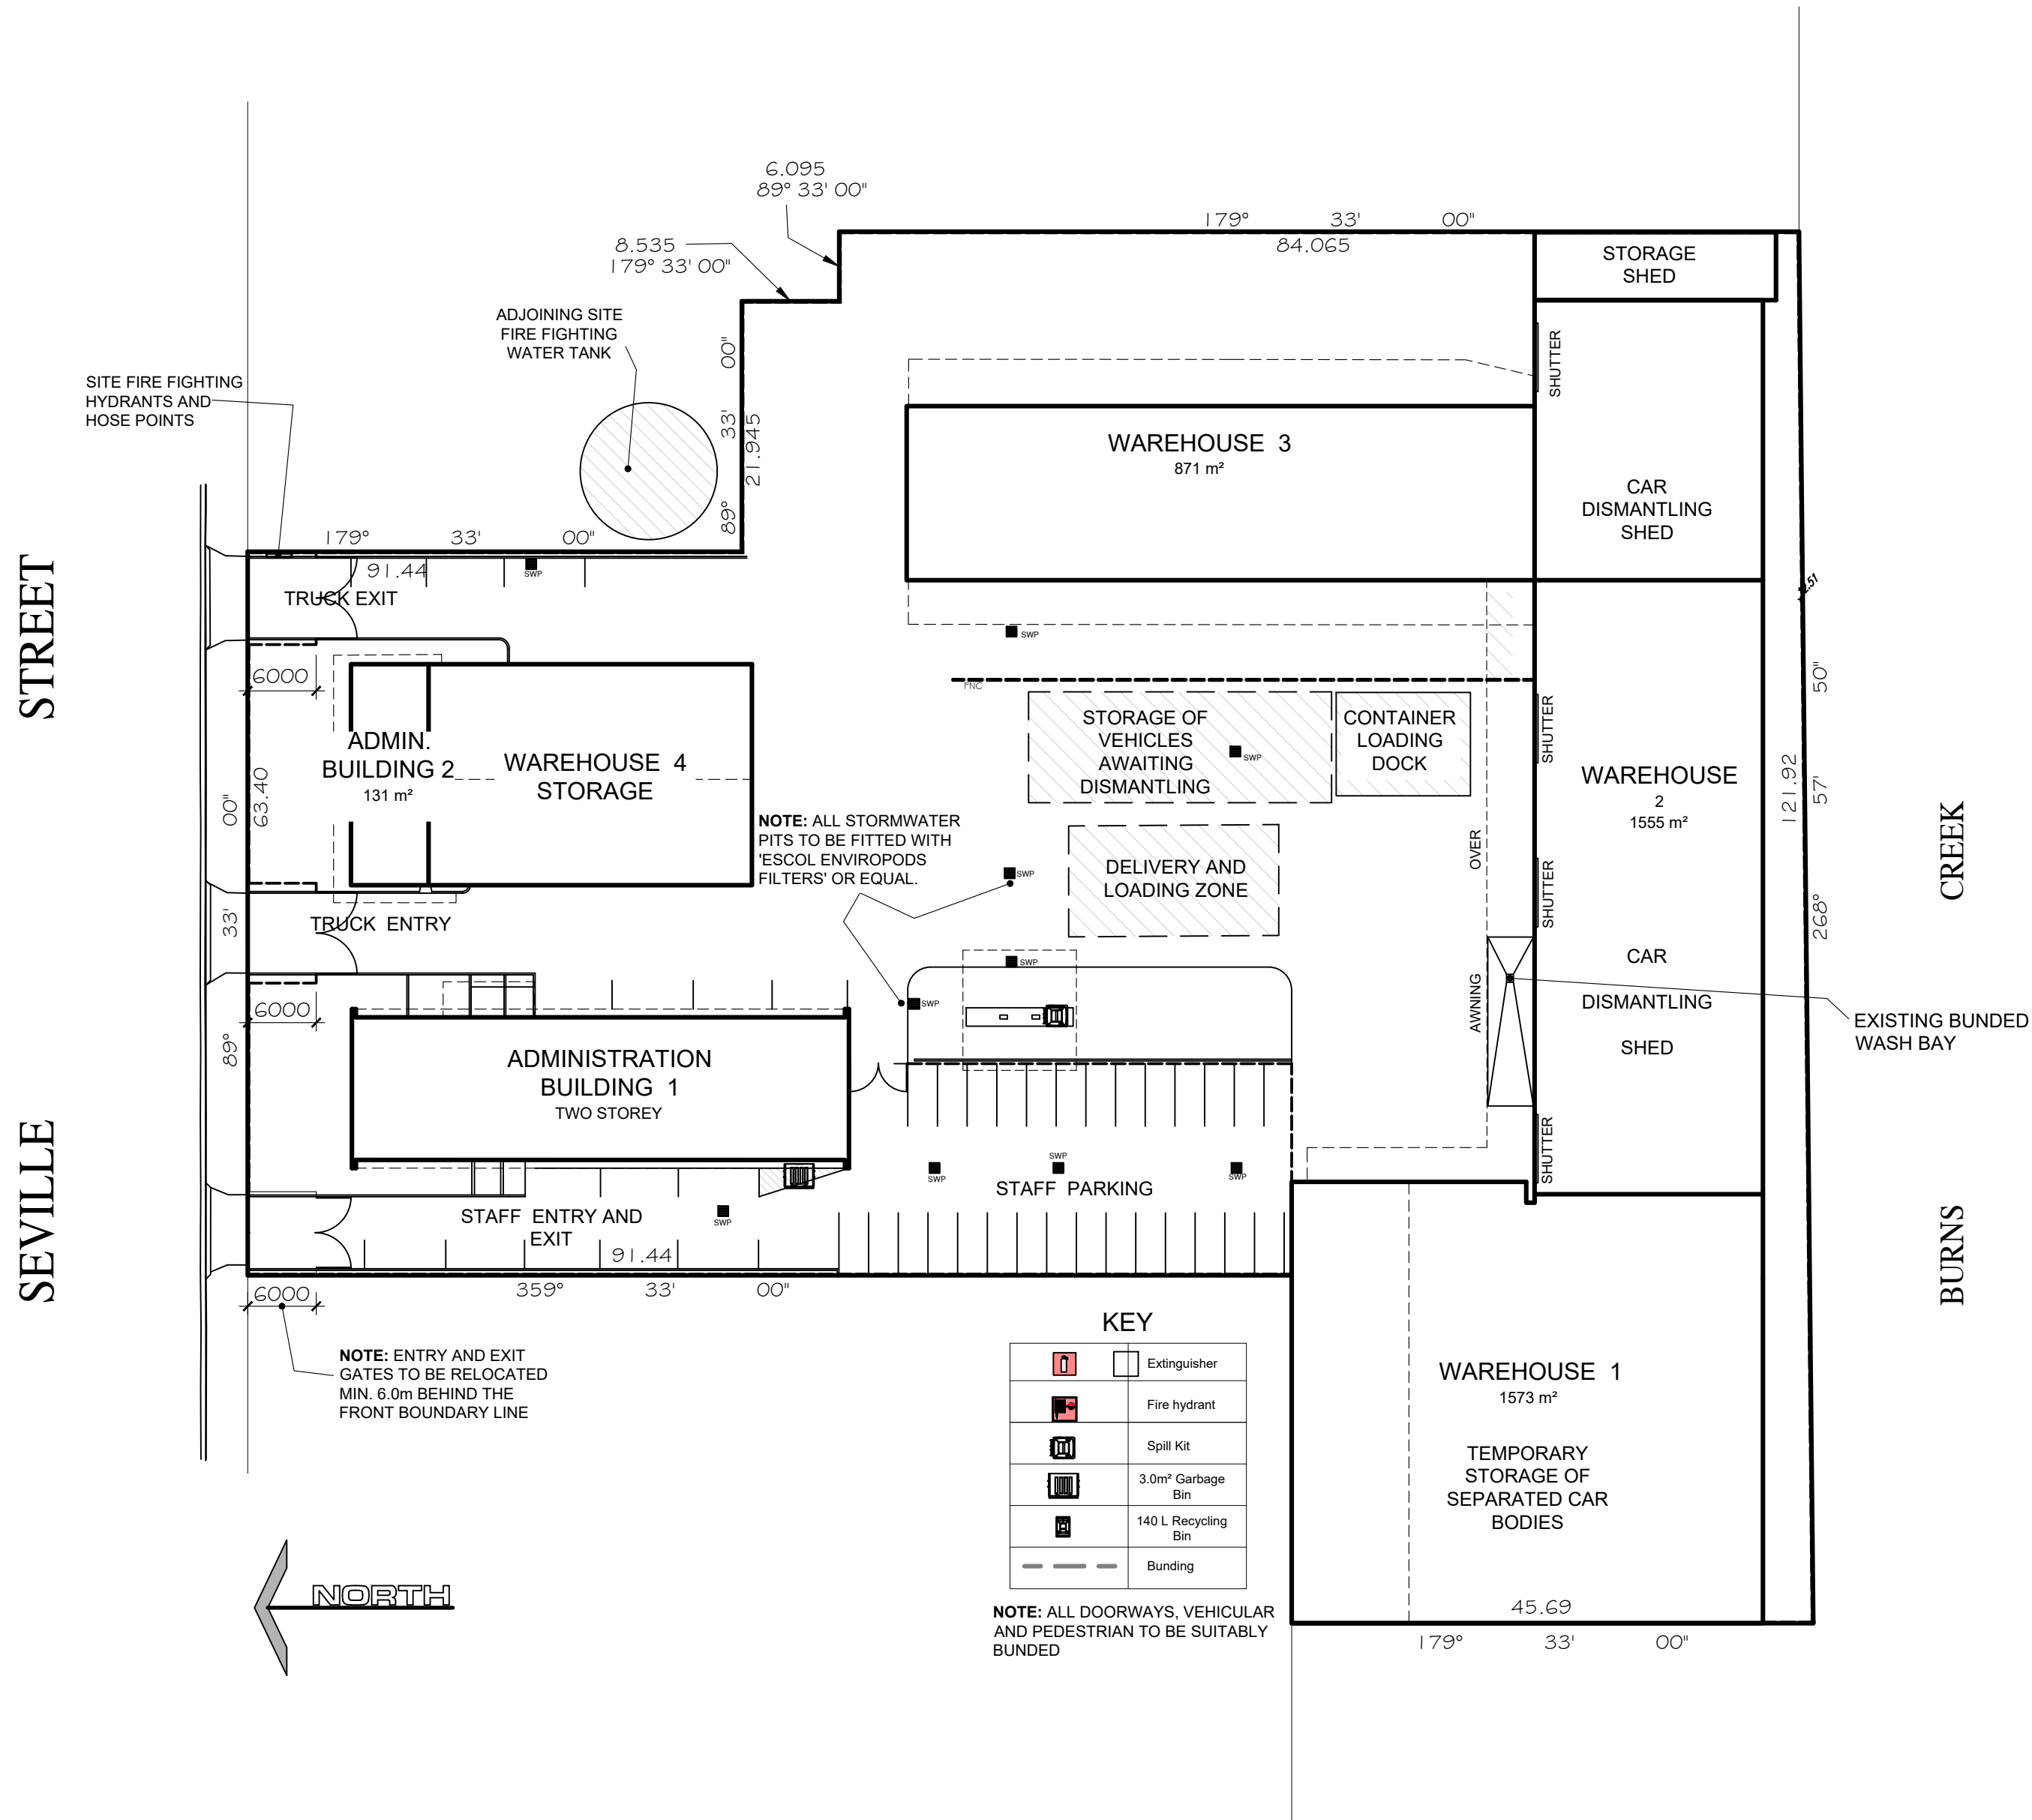 6.095
89° 33' 00"
8.535
179° 33' 00"
179° 33' 00"
84.065
STORAGE
SHED
ADJOINING SITE
FIRE FIGHTING
WATER TANK
SITE FIRE FIGHTING
HYDRANTS AND
HOSE POINTS
89° 33' 00"
21.945
SHUTTER
WAREHOUSE 3
871 m²
CAR
DISMANTLING
SHED
179° 33' 00"
91.44
SWP
TRUCK EXIT
STREET
SWP
6000
FNC
ADMIN.
BUILDING 2
131 m²
WAREHOUSE 4
STORAGE
STORAGE OF
VEHICLES
AWAITING
DISMANTLING
SWP
CONTAINER
LOADING
DOCK
SHUTTER
WAREHOUSE
2
1555 m²
121.92
268° 57' 50"
89° 33' 00"
63.40
NOTE: ALL STORMWATER
PITS TO BE FITTED WITH
'ESCOL ENVIROPODS
FILTERS' OR EQUAL.
SWP
DELIVERY AND
LOADING ZONE
AWNING OVER
SHUTTER
CREEK
TRUCK ENTRY
SWP
SWP
CAR
DISMANTLING
SHED
6000
EXISTING BUNDED
WASH BAY
ADMINISTRATION
BUILDING 1
TWO STOREY
SHUTTER
SEVILLE
SWP
SWP
SWP
STAFF PARKING
STAFF ENTRY AND
EXIT
SWP
91.44
359° 33' 00"
6000
BURNS
NOTE: ENTRY AND EXIT
GATES TO BE RELOCATED
MIN. 6.0m BEHIND THE
FRONT BOUNDARY LINE
KEY
Extinguisher
Fire hydrant
Spill Kit
3.0m² Garbage
Bin
140 L Recycling
Bin
Bunding
WAREHOUSE 1
1573 m²
TEMPORARY
STORAGE OF
SEPARATED CAR
BODIES
NORTH
NOTE: ALL DOORWAYS, VEHICULAR
AND PEDESTRIAN TO BE SUITABLY
BUNDED
45.69
179° 33' 00"